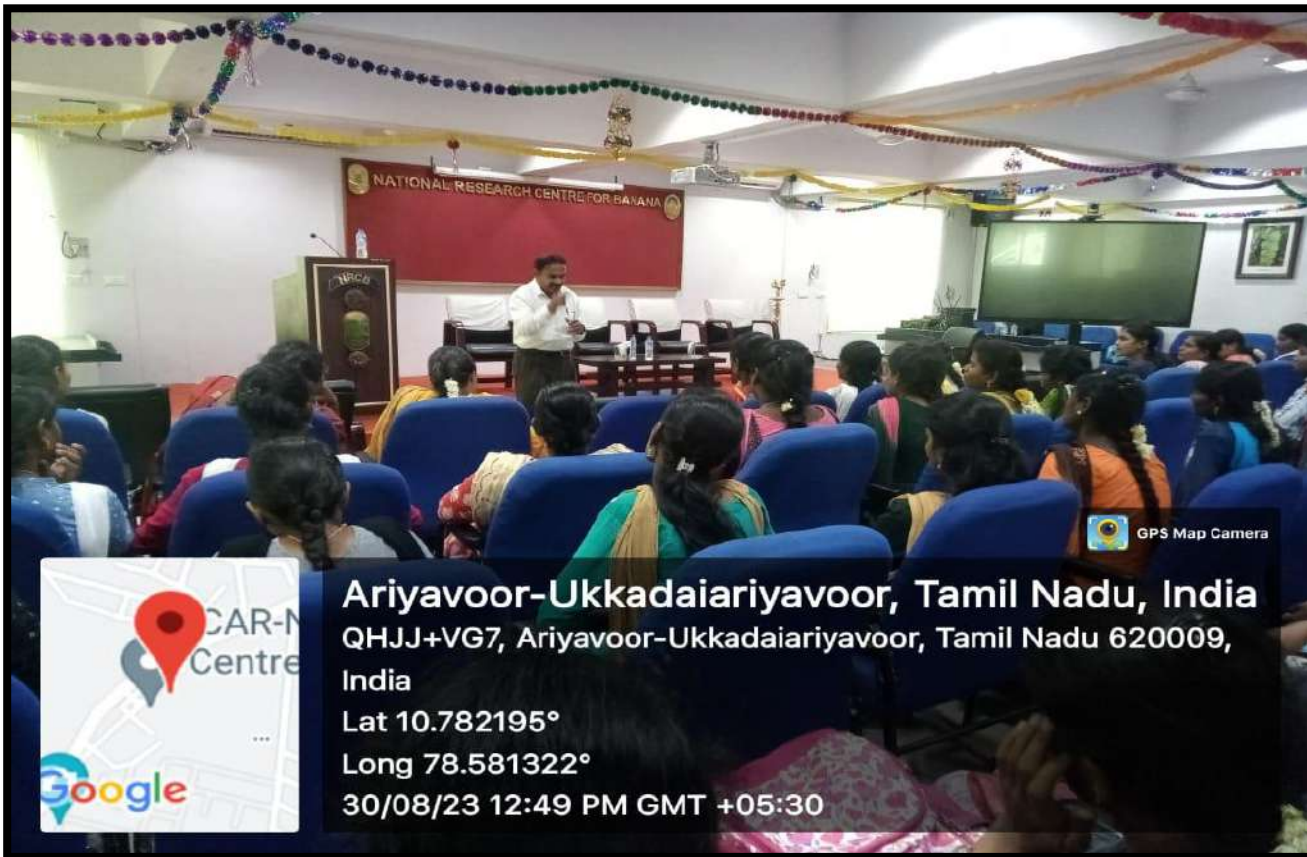 NATIONAL RESEARCH CENTRE FOR BANANA
NRCB
GPS Map Camera
CAR-N
Centre
Google
Ariyavoor-Ukkadaiariyavoor, Tamil Nadu, India
QHJJ+VG7, Ariyavoor-Ukkadaiariyavoor, Tamil Nadu 620009,
India
Lat 10.782195°
Long 78.581322°
30/08/23 12:49 PM GMT +05:30